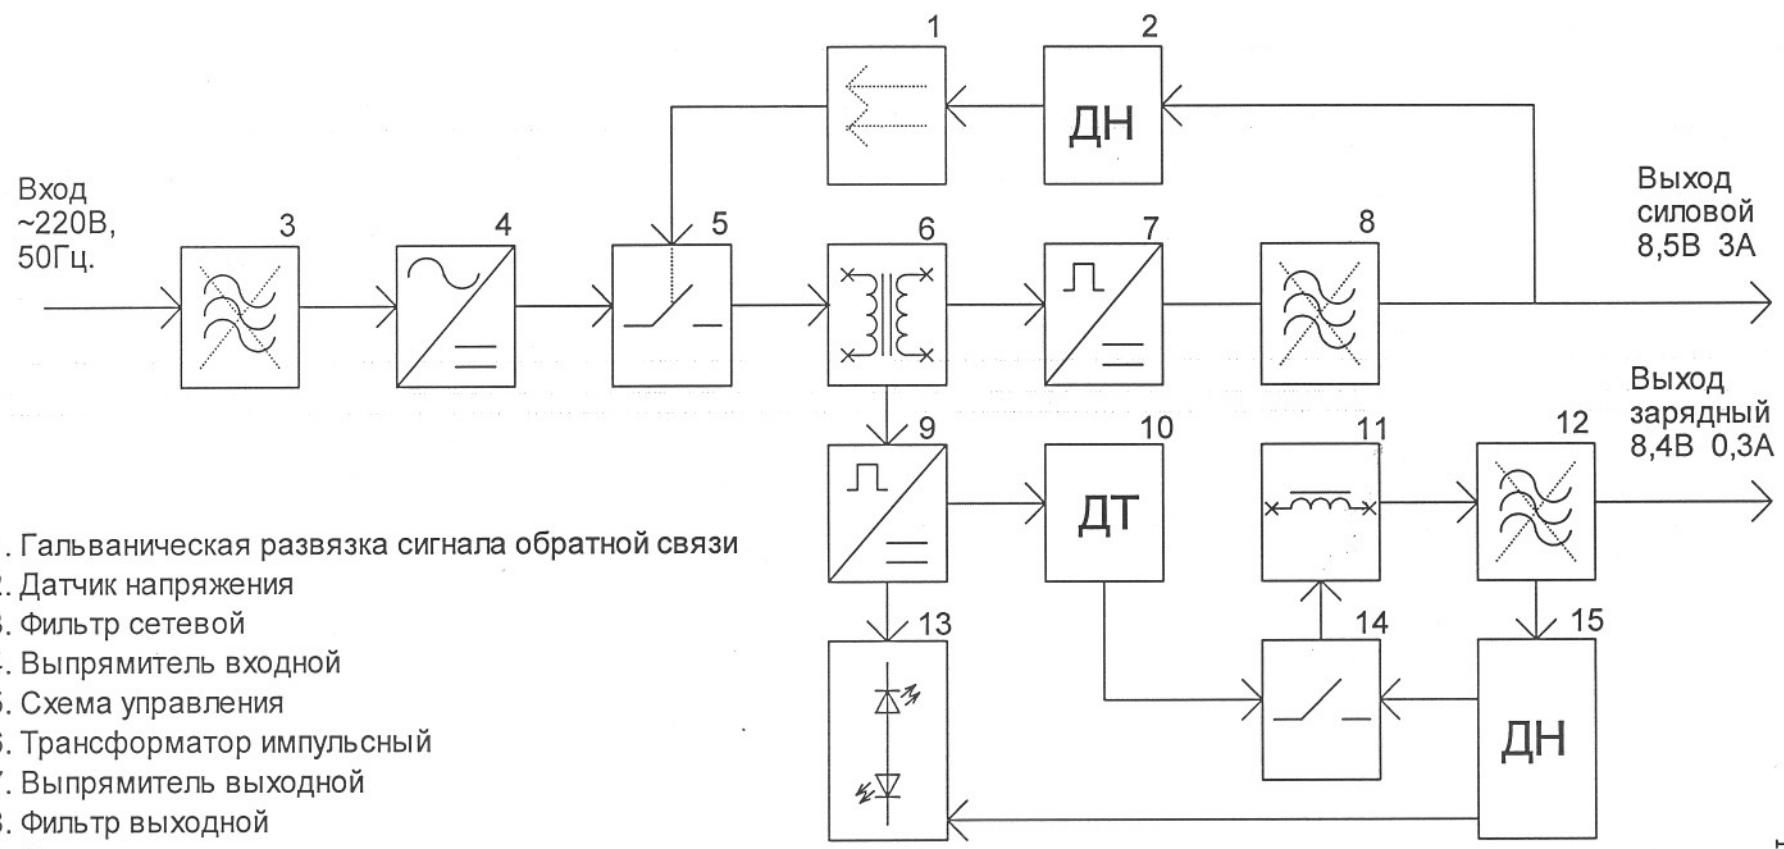 1
2
ДН
Вход
~220В,
50Гц.
3
4
5
6
7
8
Выход
силовой
8,5В 3А
Выход
зарядный
8,4В 0,3А
9
10
ДТ
11
12
13
14
15
ДН
. Гальваническая развязка сигнала обратной связи
. Датчик напряжения
. Фильтр сетевой
. Выпрямитель входной
. Схема управления
. Трансформатор импульсный
. Выпрямитель выходной
. Фильтр выходной